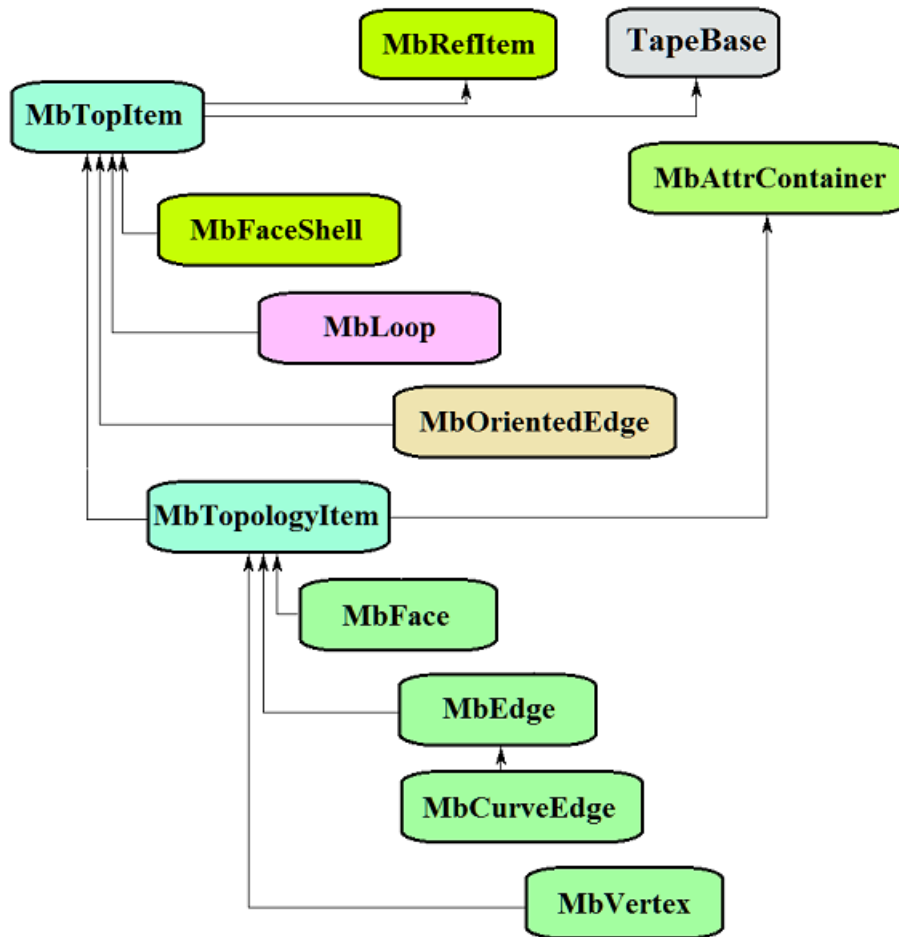 MbRefItem
TapeBase
MbTopItem
MbAttrContainer
MbFaceShell
MbLoop
MbOrientedEdge
MbTopologyItem
MbFace
MbEdge
MbCurveEdge
MbVertex